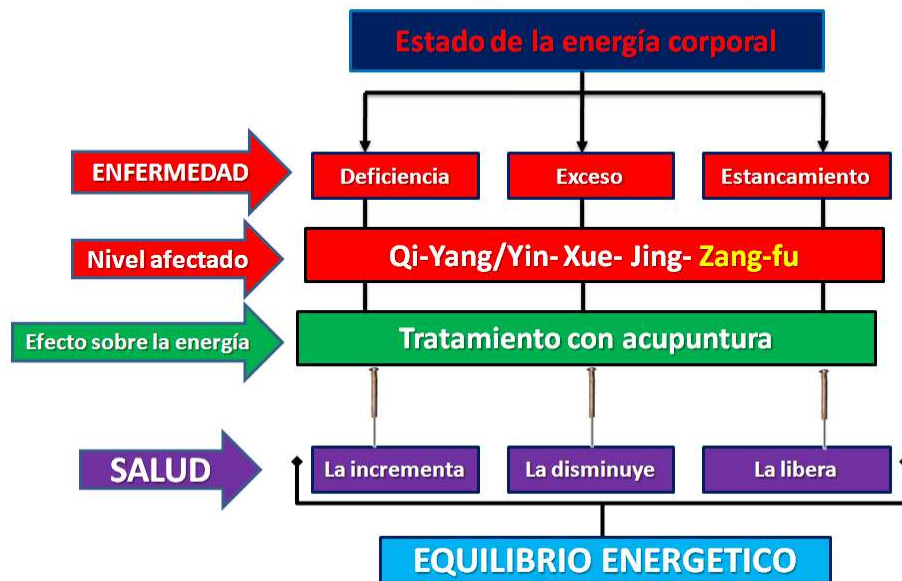 Estado de la energía corporal
ENFERMEDAD
Deficiencia
Exceso
Estancamiento
Nivel afectado
Qi-Yang/Yin- Xue- Jing- Zang-fu
Efecto sobre la energía
Tratamiento con acupuntura
SALUD
La incrementa
La disminuye
La libera
EQUILIBRIO ENERGETICO